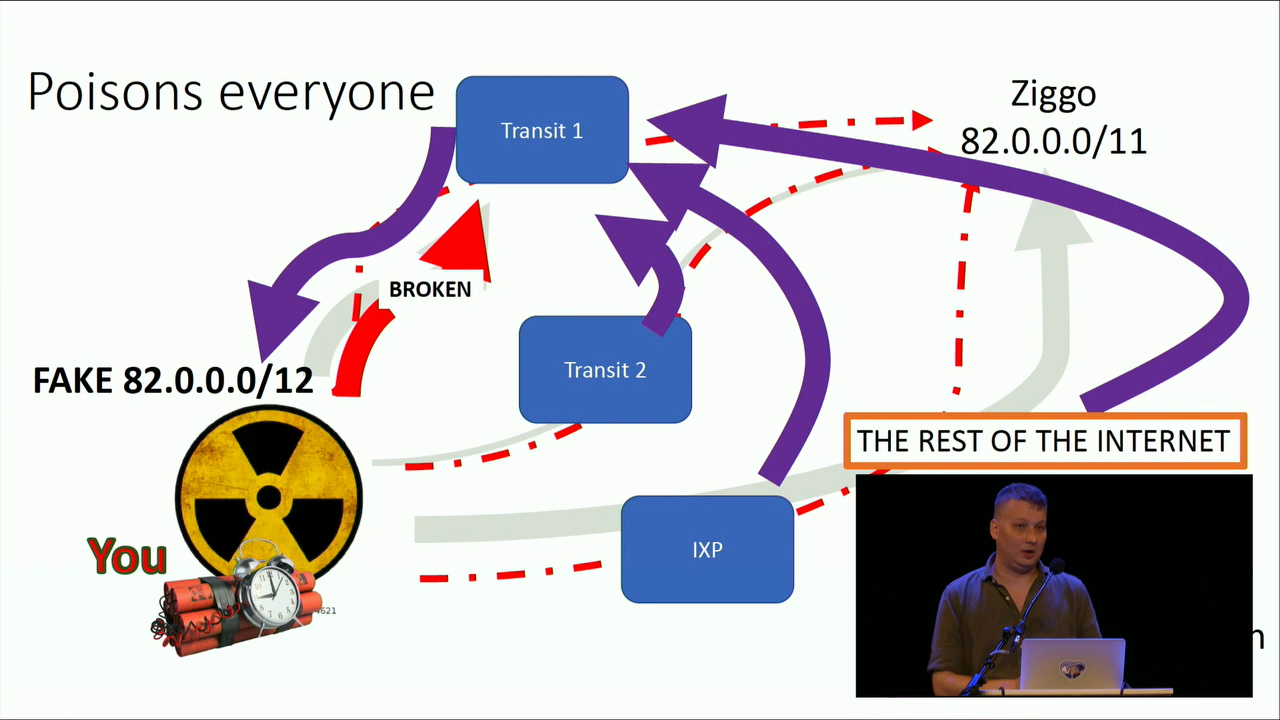 Poisons everyone
Transit 1
Ziggo
82.0.0.0/11
BROKEN
FAKE 82.0.0.0/12
Transit 2
THE REST OF THE INTERNET
You
IXP